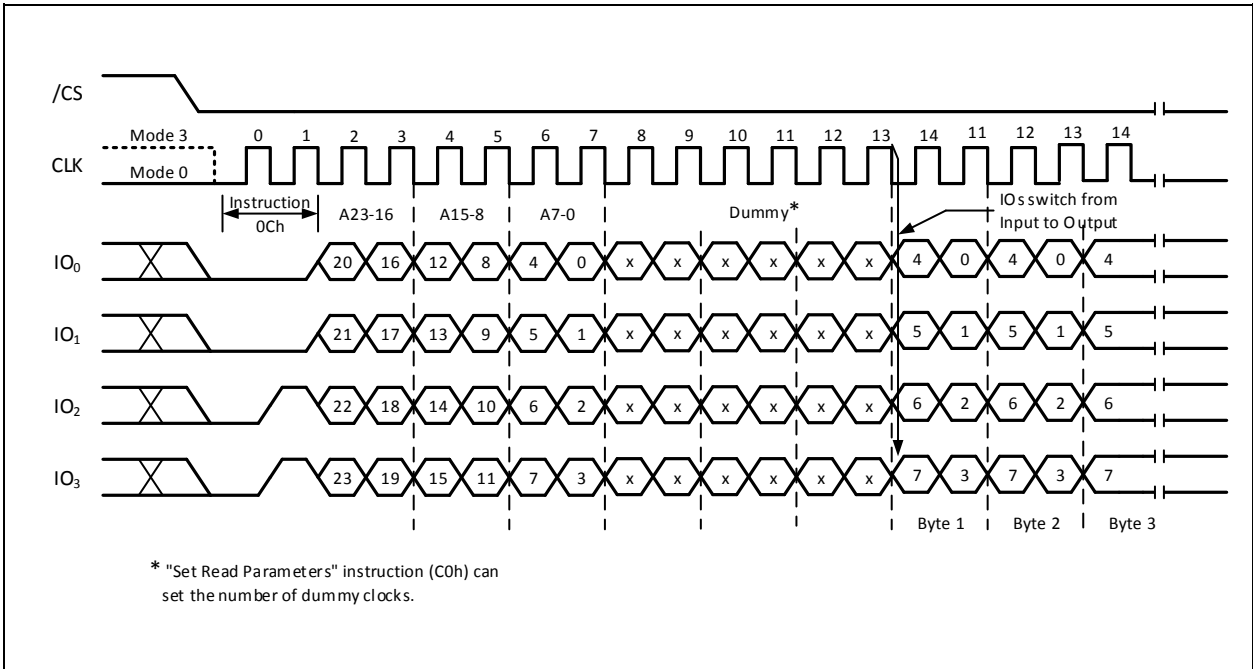 /CS
Mode 3 0 1 2 3 4 5 6 7 8 9 10 11 12 13 14 11 12 13 14
CLK
Mode 0
Instruction IOs switch from
0Ch A23-16 A15-8 A7-0 Dummy* Input to Output
IO0 20 16 12 8 4 0 x x x x x x 4 0 4 0 4
IO1 21 17 13 9 5 1 x x x x x x 5 1 5 1 5
IO2 22 18 14 10 6 2 x x x x x x 6 2 6 2 6
IO3 23 19 15 11 7 3 x x x x x x 7 3 7 3 7
Byte 1 Byte 2 Byte 3
* "Set Read Parameters" instruction (C0h) can
set the number of dummy clocks.